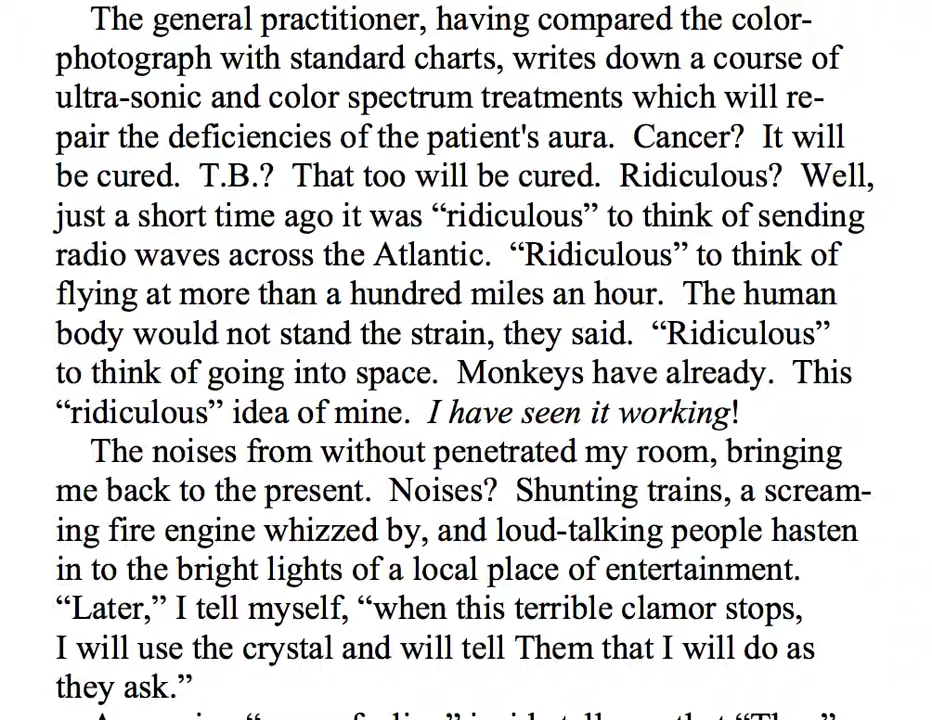 The general practitioner, having compared the color-
photograph with standard charts, writes down a course of
ultra-sonic and color spectrum treatments which will re-
pair the deficiencies of the patient's aura.  Cancer?  It will
be cured.  T.B.?  That too will be cured.  Ridiculous?  Well,
just a short time ago it was “ridiculous” to think of sending
radio waves across the Atlantic.  “Ridiculous” to think of
flying at more than a hundred miles an hour.  The human
body would not stand the strain, they said.  “Ridiculous”
to think of going into space.  Monkeys have already.  This
“ridiculous” idea of mine.  I have seen it working!
The noises from without penetrated my room, bringing
me back to the present.  Noises?  Shunting trains, a scream-
ing fire engine whizzed by, and loud-talking people hasten
in to the bright lights of a local place of entertainment.
“Later,” I tell myself, “when this terrible clamor stops,
I will use the crystal and will tell Them that I will do as
they ask.”